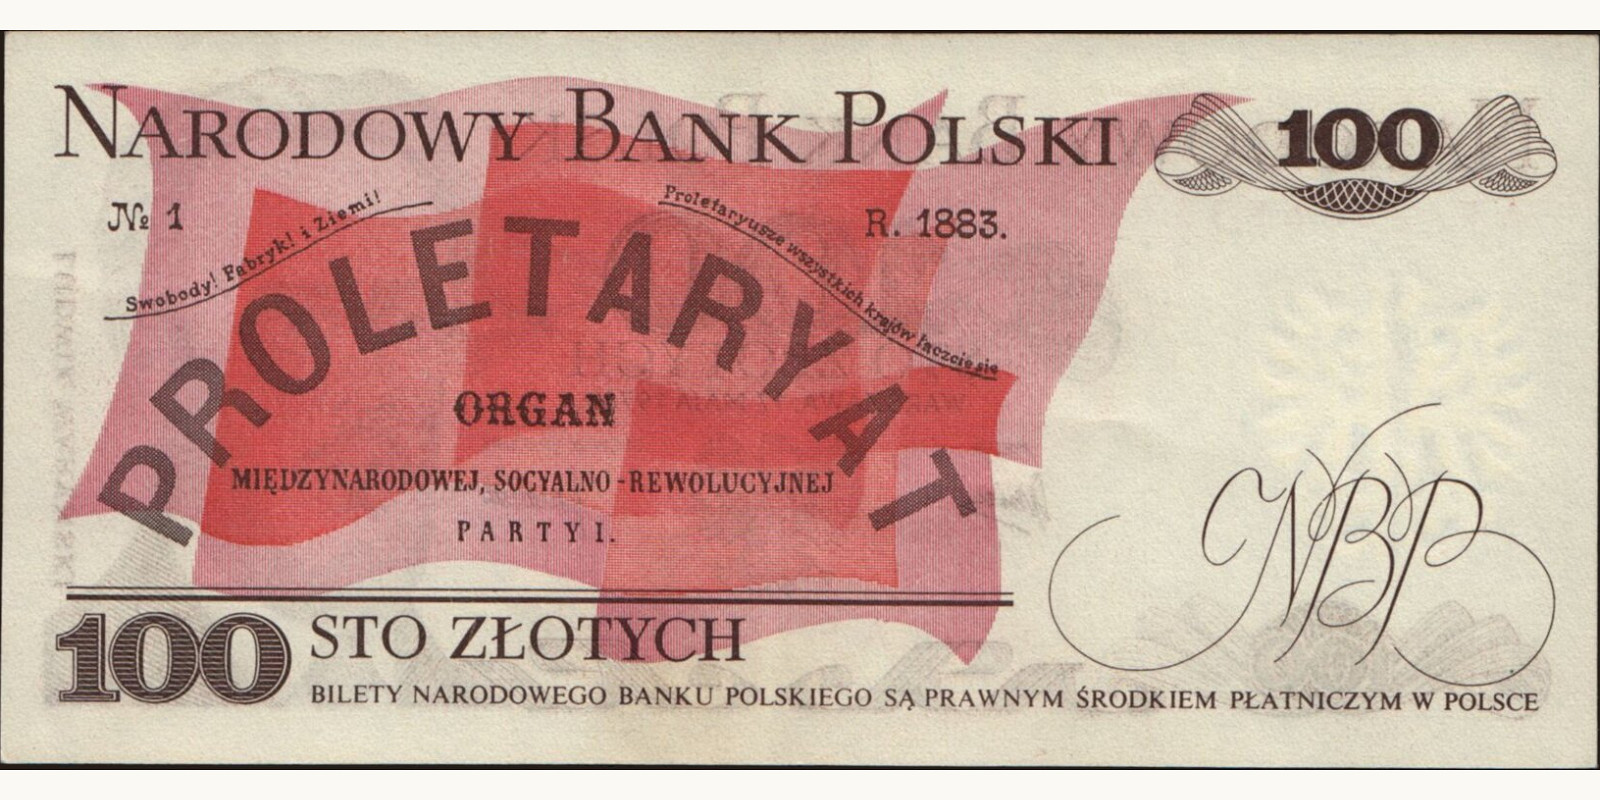 NARODOWY BANK POLSKI
100
№ 1
R. 1883.
Swobody! Fabryk! i Ziemi!
Proletaryusze wszystkich krajów łączcie się
PROLETARYAT
ORGAN
MIĘDZYNARODOWEJ, SOCYALNO-REWOLUCYJNEJ
PARTYI.
NBP
100 STO ZŁOTYCH
BILETY NARODOWEGO BANKU POLSKIEGO SĄ PRAWNYM ŚRODKIEM PŁATNICZYM W POLSCE